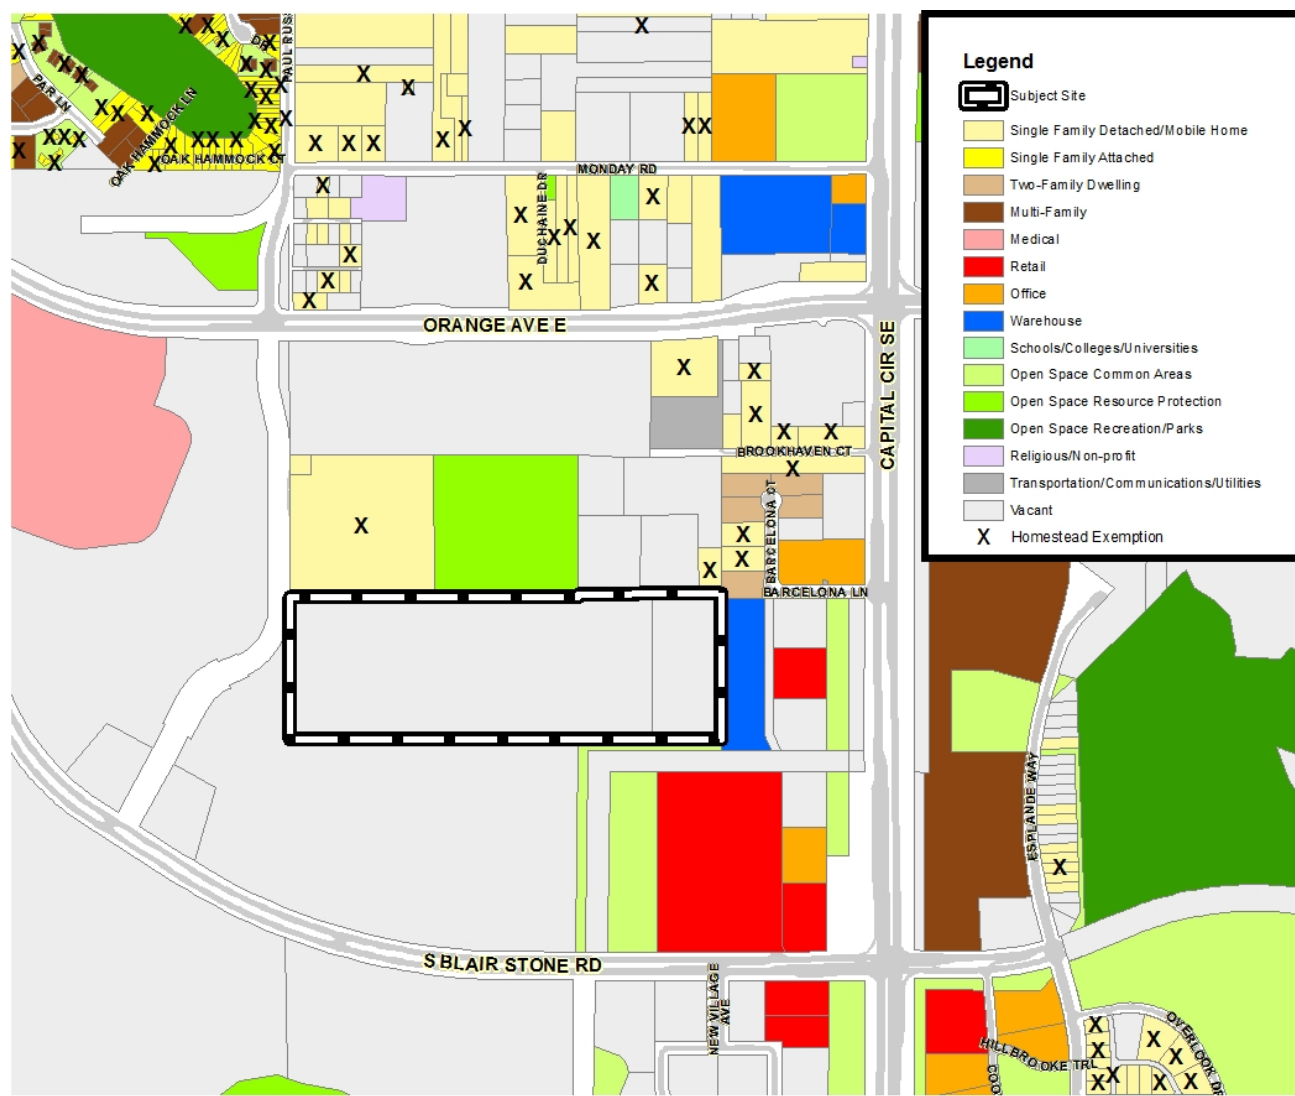 PAUL RUSS
DR
PAR LN
OAK HAMMOCK LN
OAK HAMMOCK CT
MONDAY RD
DUCHAINE DR
ORANGE AVE E
CAPITAL CIR SE
BROOKHAVEN CT
BARCELONA CT
BARCELONA LN
ESPLANDE WAY
S BLAIR STONE RD
NEW VILLAGE
AVE
HILLBROOKE TRL
COO
OVERLOOK DR
Legend
Subject Site
Single Family Detached/Mobile Home
Single Family Attached
Two-Family Dwelling
Multi-Family
Medical
Retail
Office
Warehouse
Schools/Colleges/Universities
Open Space Common Areas
Open Space Resource Protection
Open Space Recreation/Parks
Religious/Non-profit
Transportation/Communications/Utilities
Vacant
X Homestead Exemption